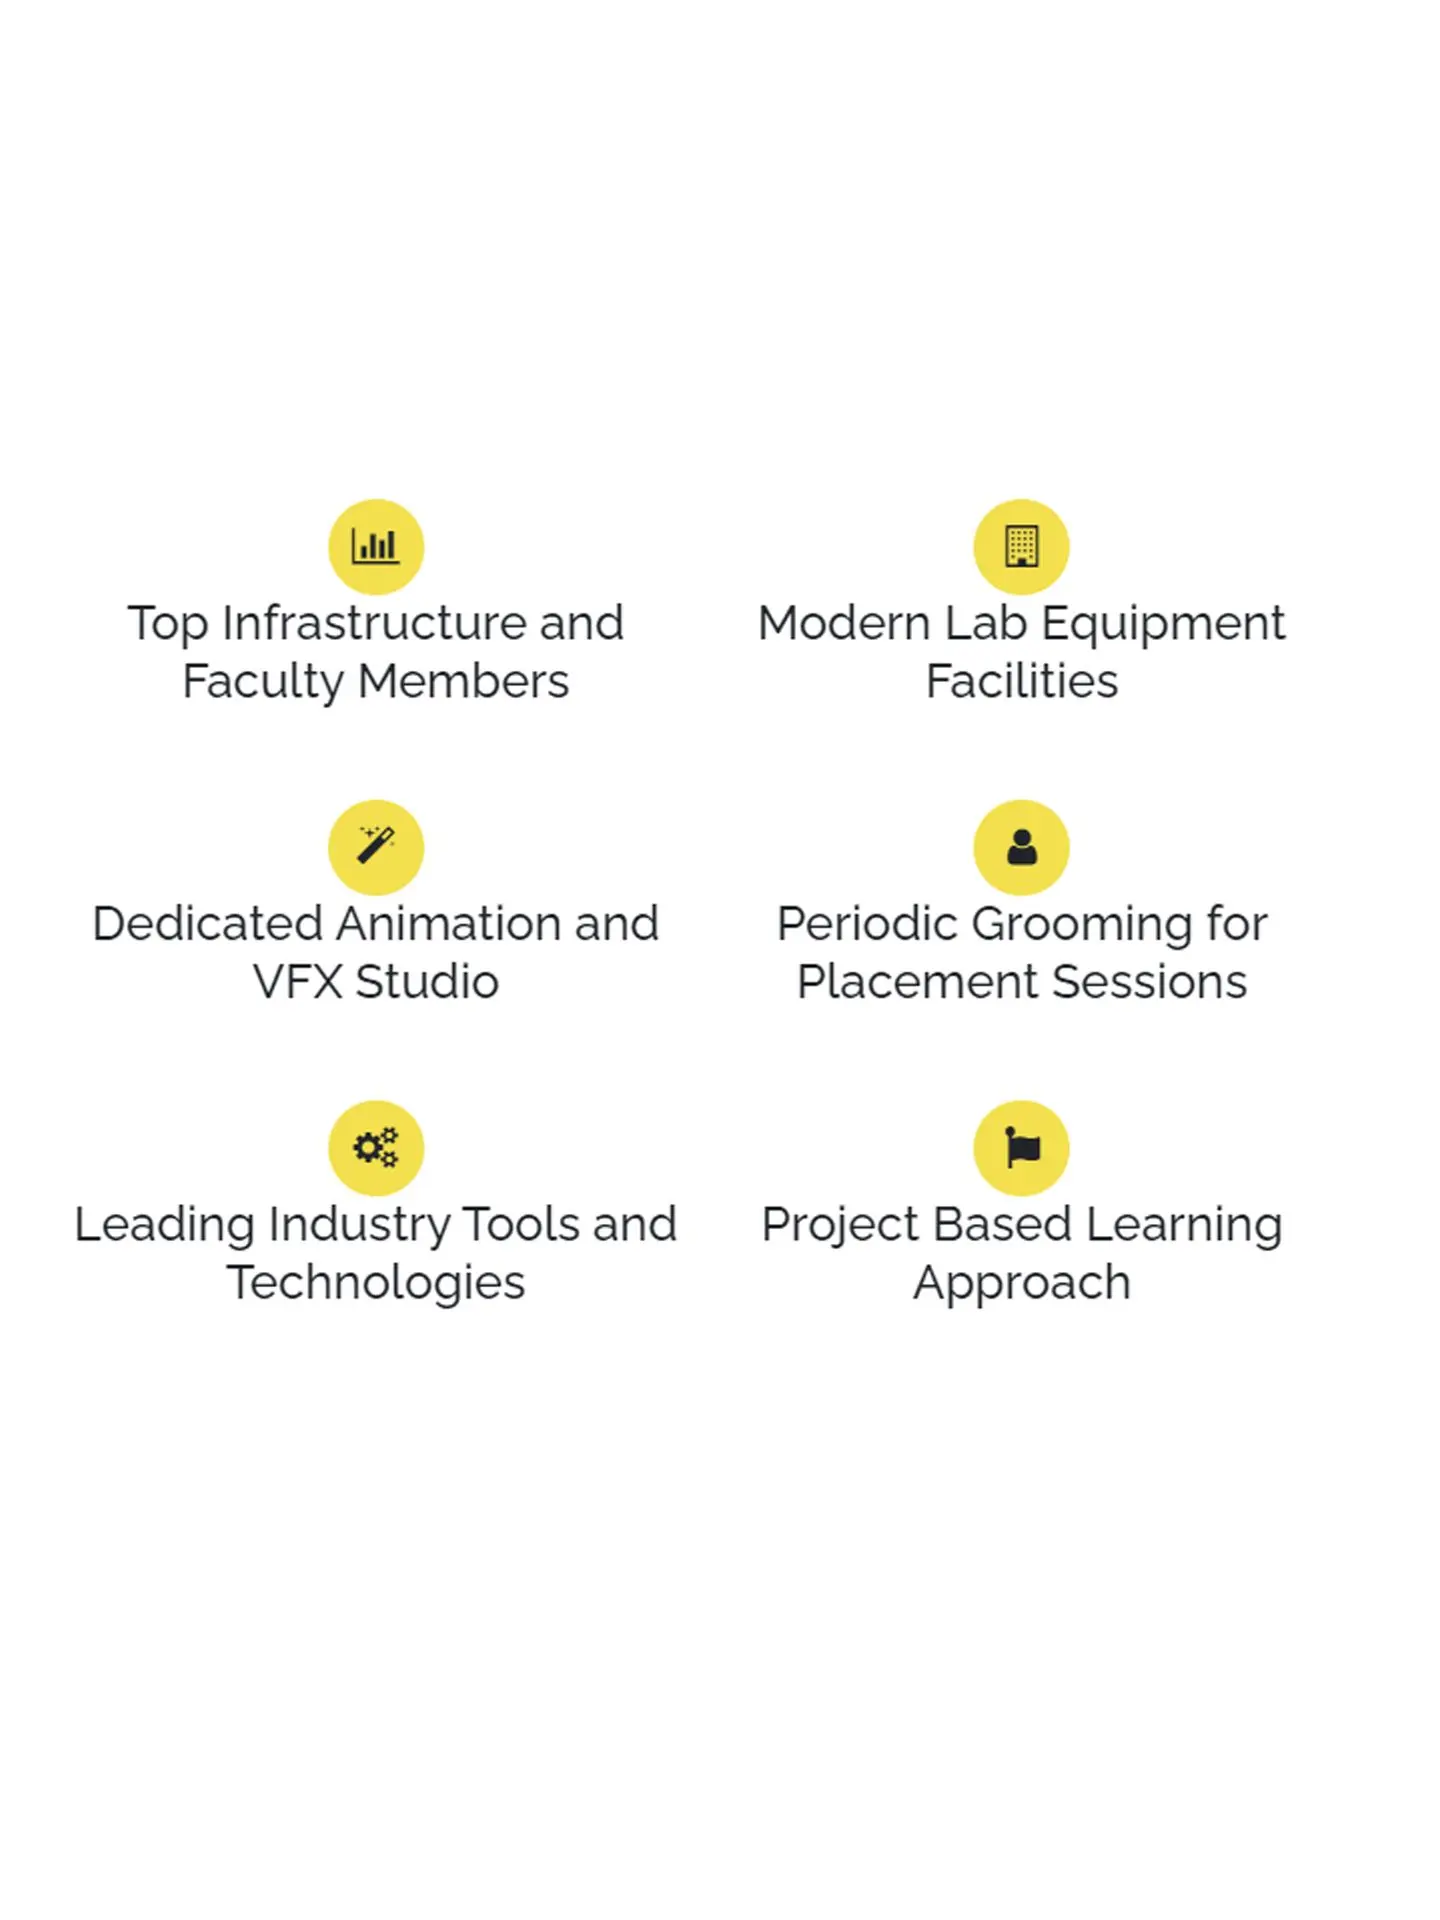 Top Infrastructure and
Faculty Members
Modern Lab Equipment
Facilities
Dedicated Animation and
VFX Studio
Periodic Grooming for
Placement Sessions
Leading Industry Tools and
Technologies
Project Based Learning
Approach